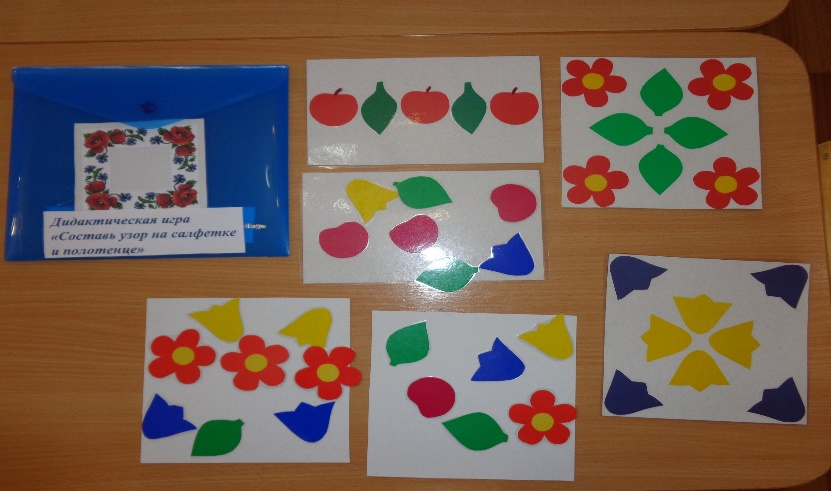 Дидактическая игра
«Составь узор на салфетке
и полотенце»